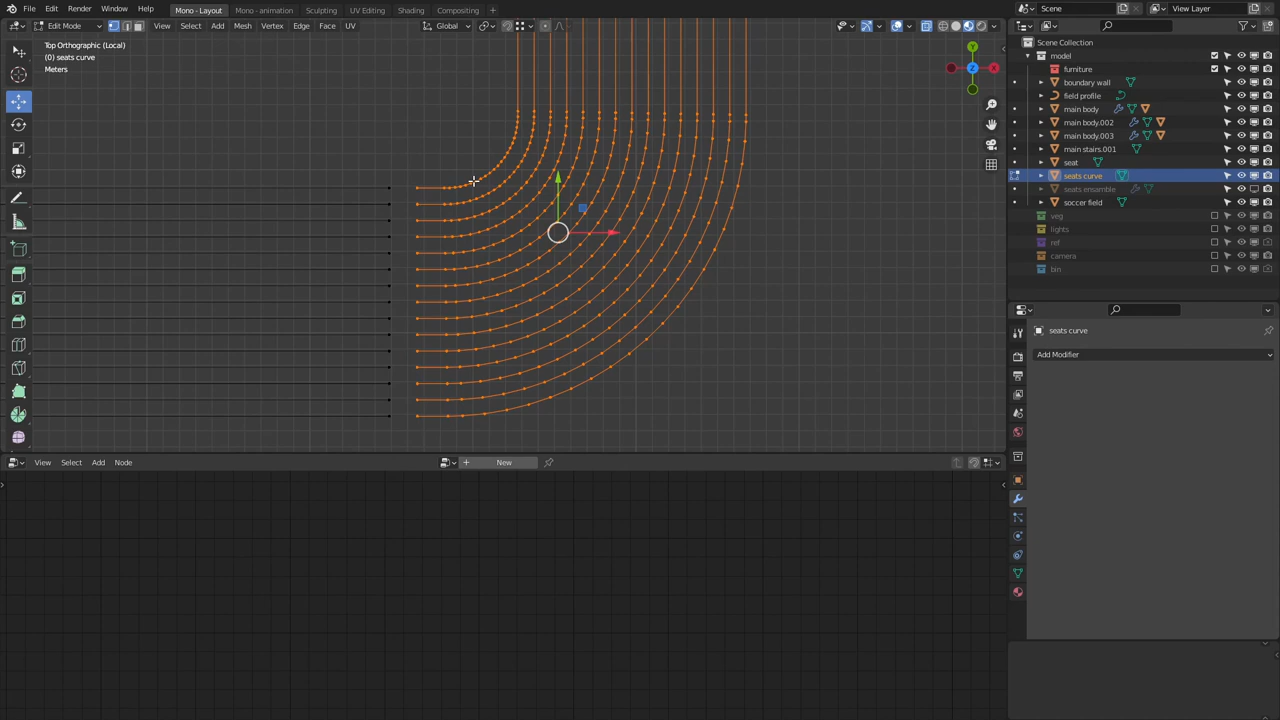 File Edit Render Window Help
Mono - Layout Mono - animation Sculpting UV Editing Shading Compositing +
Scene
View Layer
Edit Mode
View Select Add Mesh Vertex Edge Face UV
Global
Top Orthographic (Local)
(0) seats curve
Meters
Y
Z
X
Scene Collection
model
furniture
boundary wall
field profile
main body
main body.002
main body.003
main stairs.001
seat
seats curve
seats ensamble
soccer field
veg
lights
ref
camera
bin
seats curve
Add Modifier
View Select Add Node
+ New